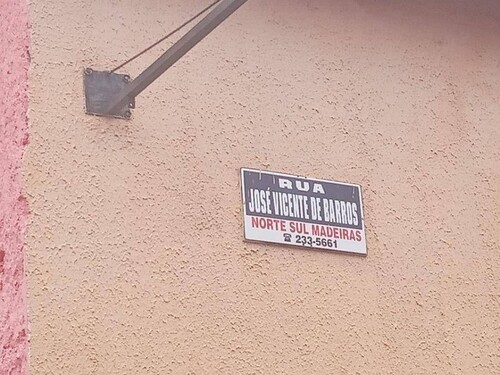 RUA
JOSÉ VICENTE DE BARROS
NORTE SUL MADEIRAS
☎ 233-5661